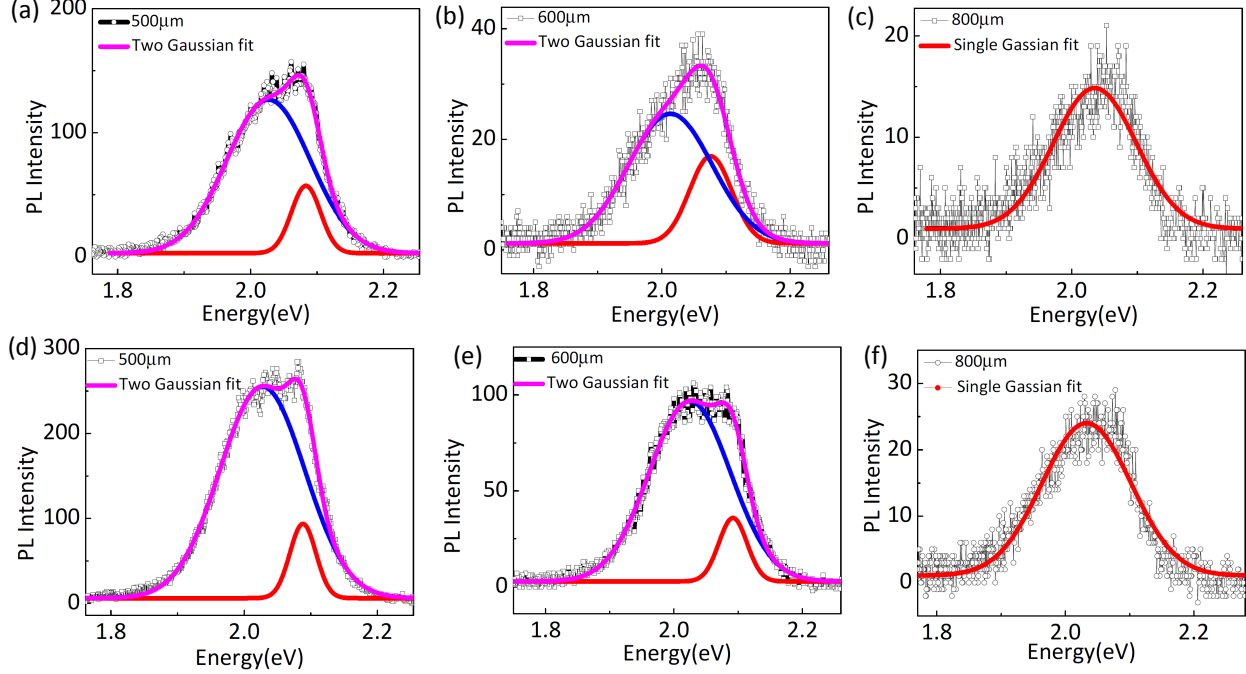 (a)
200
500μm
Two Gaussian fit
100
0
PL Intensity
1.8 2.0 2.2
Energy(eV)
(b)
600μm
40
Two Gaussian fit
20
0
PL Intensity
1.8 2.0 2.2
Energy(eV)
(c)
800μm
20
Single Gassian fit
10
0
PL Intensity
1.8 2.0 2.2
Energy(eV)
(d)
300
500μm
Two Gaussian fit
200
100
0
PL Intensity
1.8 2.0 2.2
Energy(eV)
(e)
600μm
Two Gaussian fit
100
50
0
PL Intensity
1.8 2.0 2.2
Energy(eV)
(f)
800μm
30
Single Gassian fit
20
10
0
PL Intensity
1.8 2.0 2.2
Energy(eV)